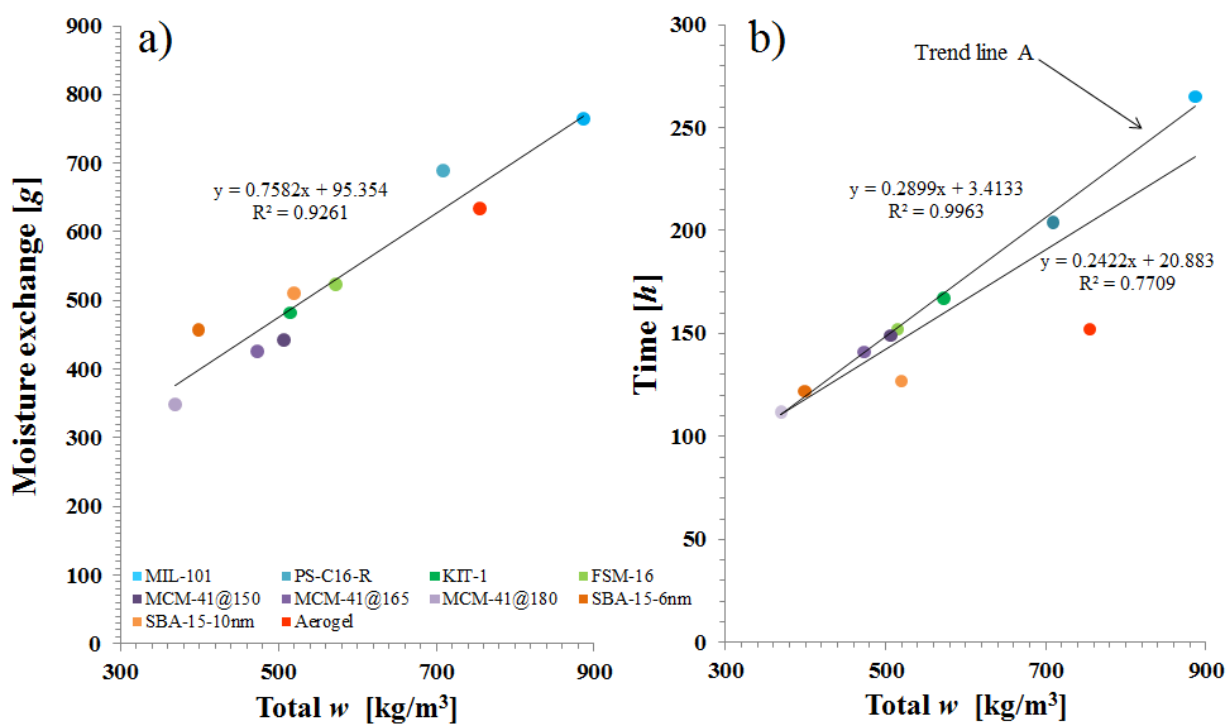 a)
Moisture exchange [g]
900
800
700
600
500
400
300
200
100
0
y = 0.7582x + 95.354
R² = 0.9261
MIL-101 PS-C16-R KIT-1 FSM-16
MCM-41@150 MCM-41@165 MCM-41@180 SBA-15-6nm
SBA-15-10nm Aerogel
300 500 700 900
Total w [kg/m³]
b)
Time [h]
300
250
200
150
100
50
0
Trend line A
y = 0.2899x + 3.4133
R² = 0.9963
y = 0.2422x + 20.883
R² = 0.7709
300 500 700 900
Total w [kg/m³]